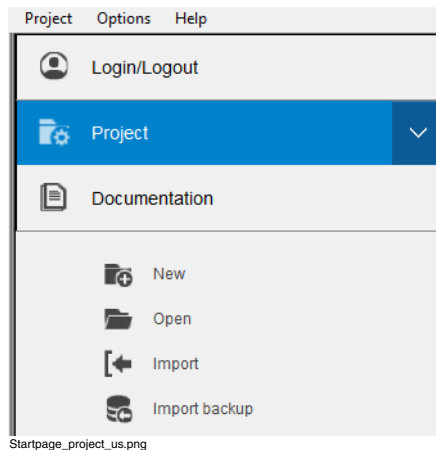 Project Options Help
Login/Logout
Project
Documentation
New
Open
Import
Import backup
Startpage_project_us.png